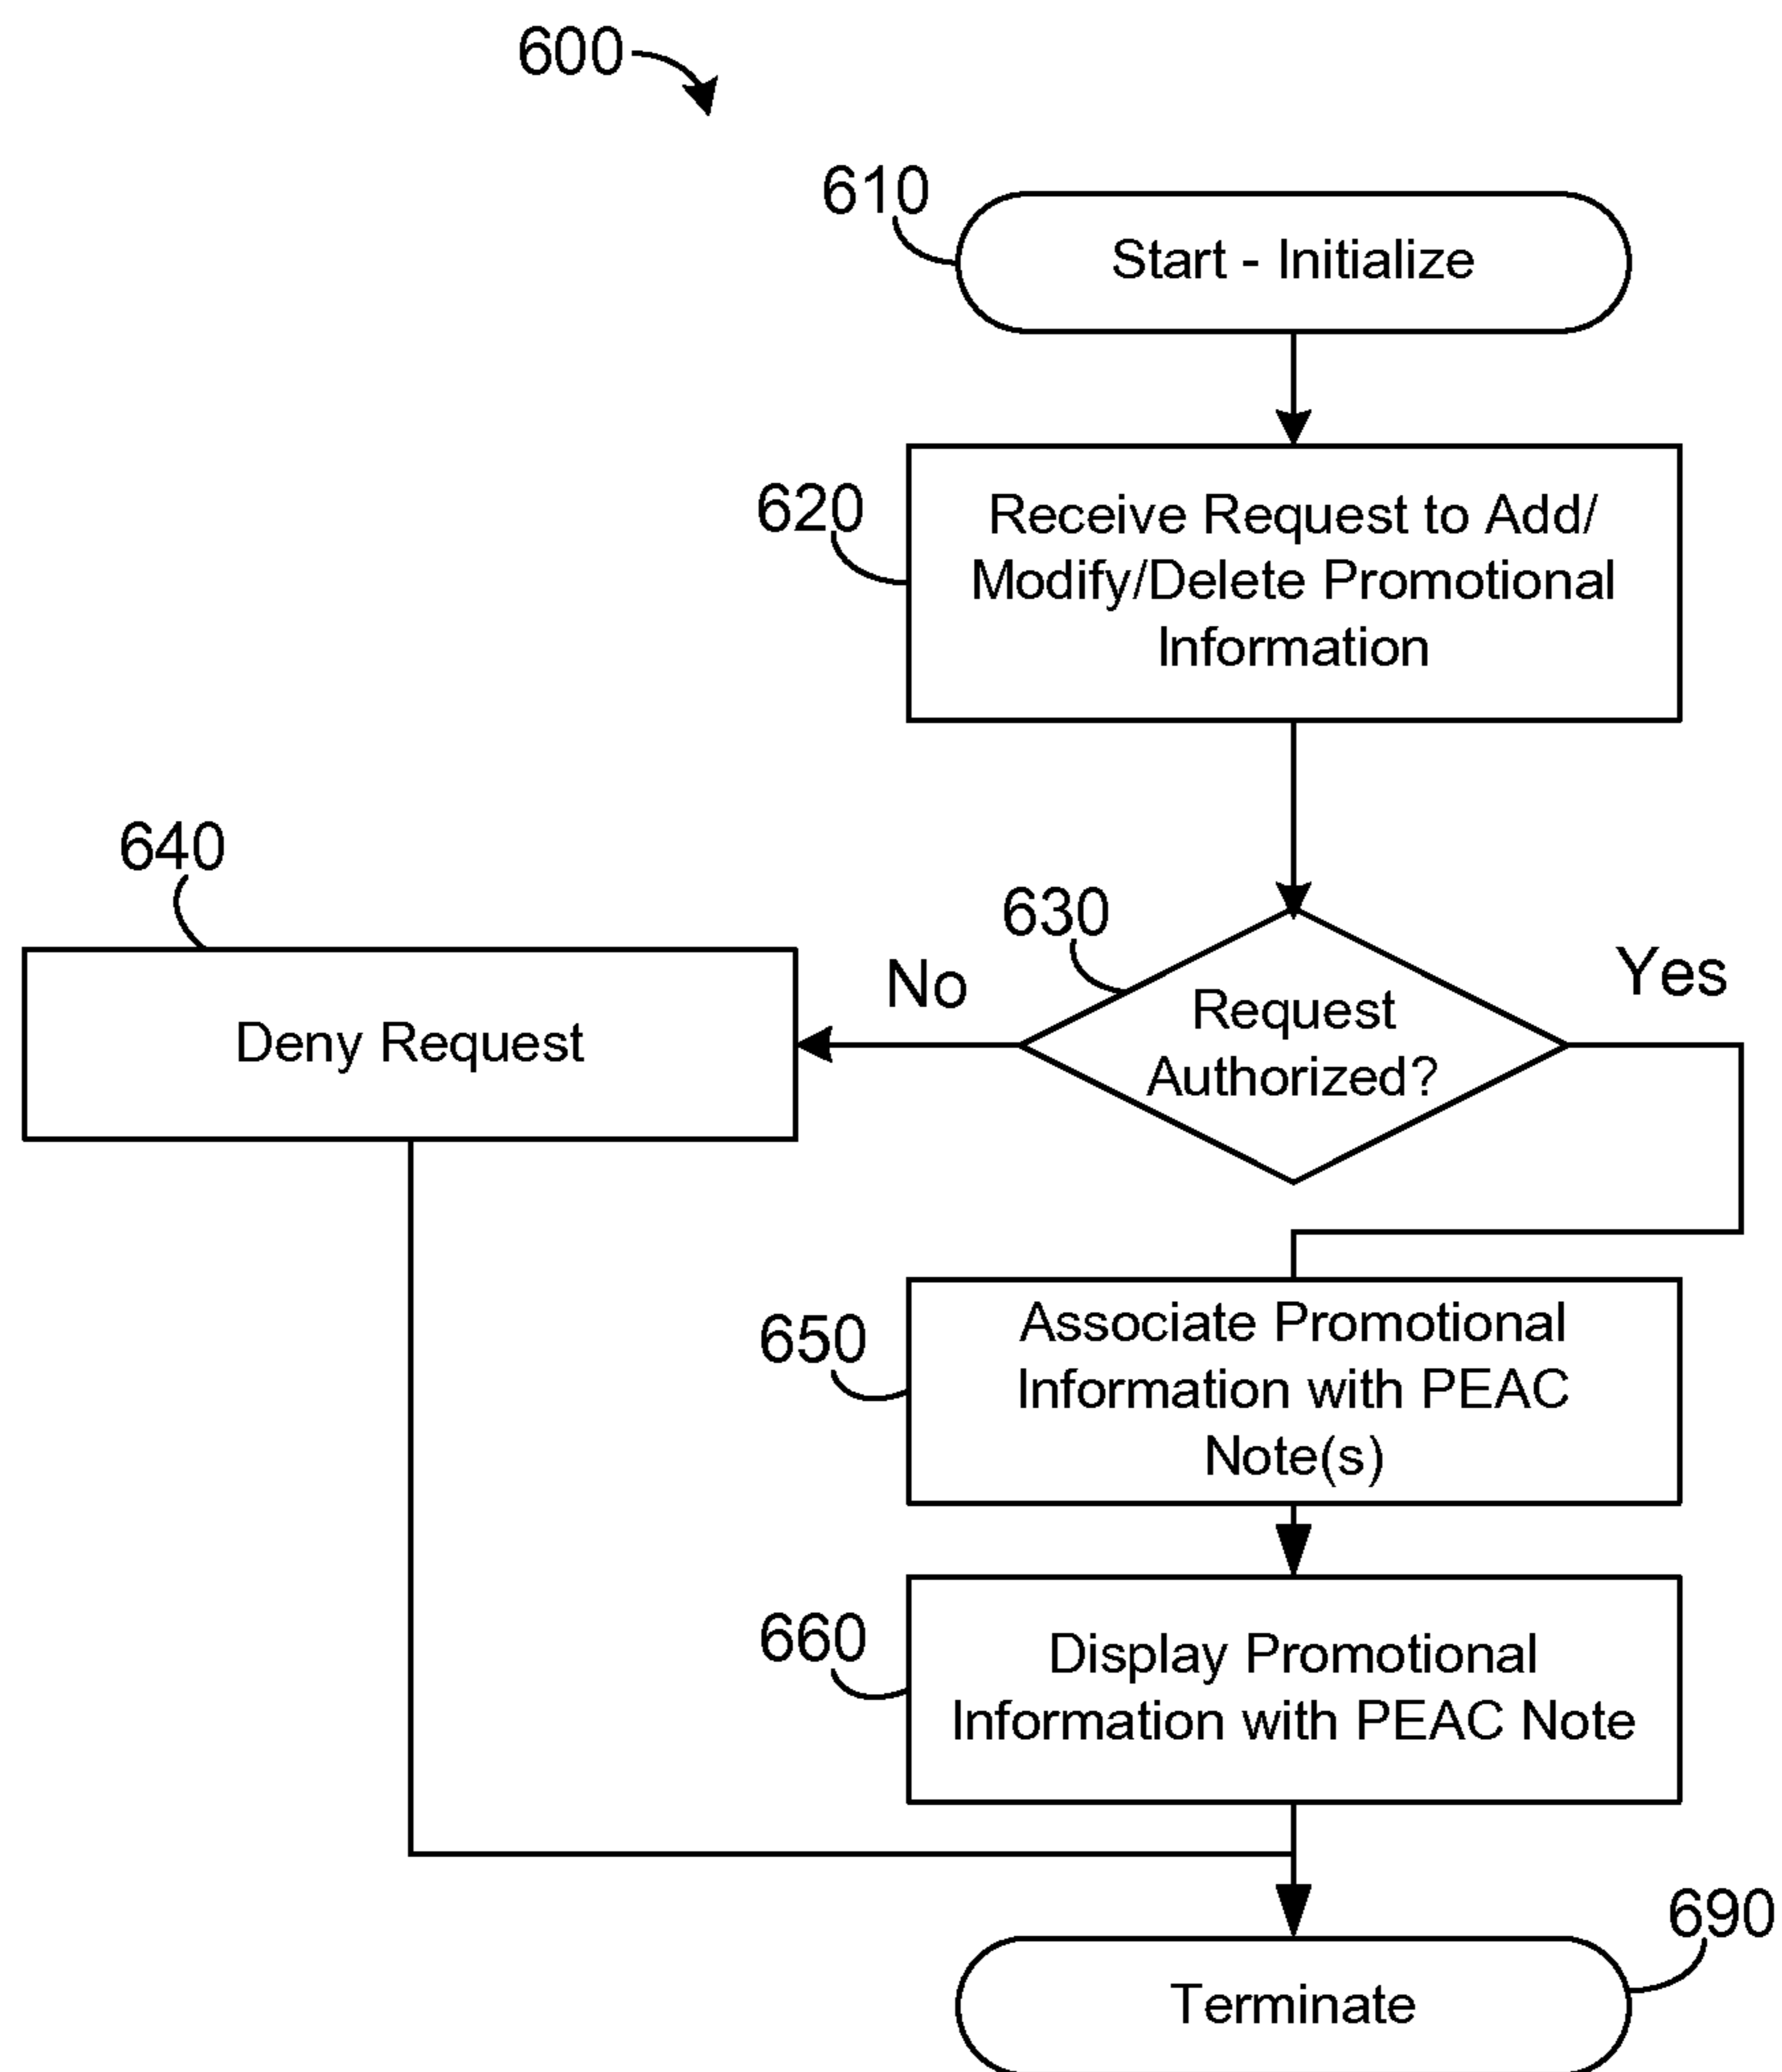 600
610
Start - Initialize
620
Receive Request to Add/
Modify/Delete Promotional
Information
640
630
No
Yes
Deny Request
Request
Authorized?
650
Associate Promotional
Information with PEAC
Note(s)
660
Display Promotional
Information with PEAC Note
690
Terminate